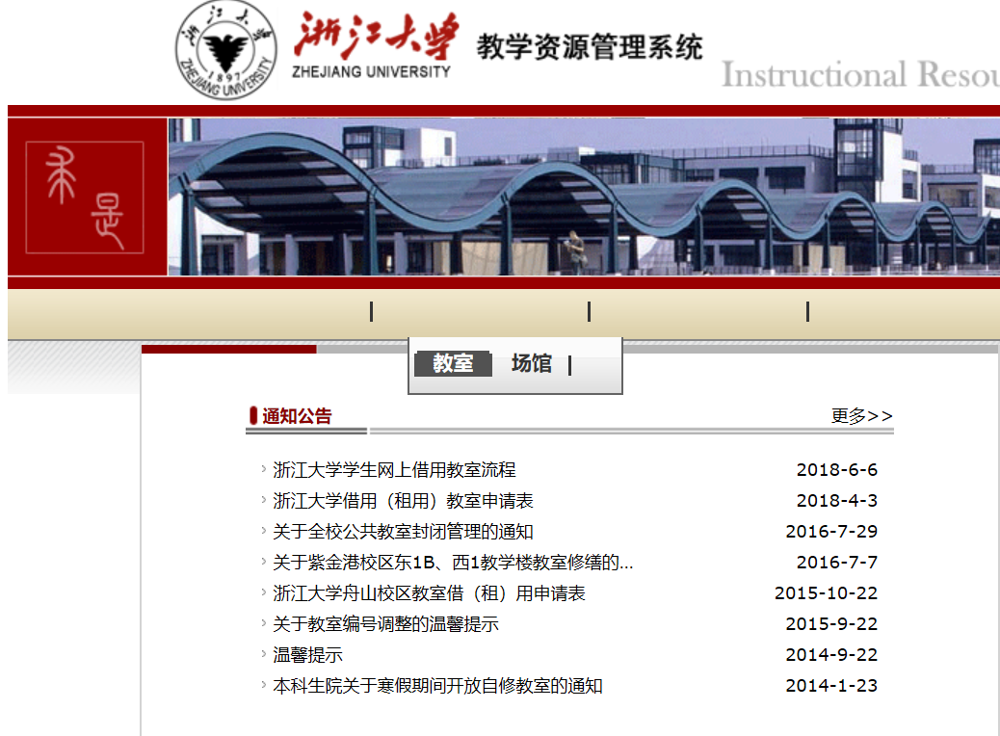 浙江大学
ZHEJIANG UNIVERSITY
1897
浙江大学
ZHEJIANG UNIVERSITY
教学资源管理系统
Instructional Resou
求是
教室 场馆
通知公告 更多>>
浙江大学学生网上借用教室流程 2018-6-6
浙江大学借用（租用）教室申请表 2018-4-3
关于全校公共教室封闭管理的通知 2016-7-29
关于紫金港校区东1B、西1教学楼教室修缮的... 2016-7-7
浙江大学舟山校区教室借（租）用申请表 2015-10-22
关于教室编号调整的温馨提示 2015-9-22
温馨提示 2014-9-22
本科生院关于寒假期间开放自修教室的通知 2014-1-23